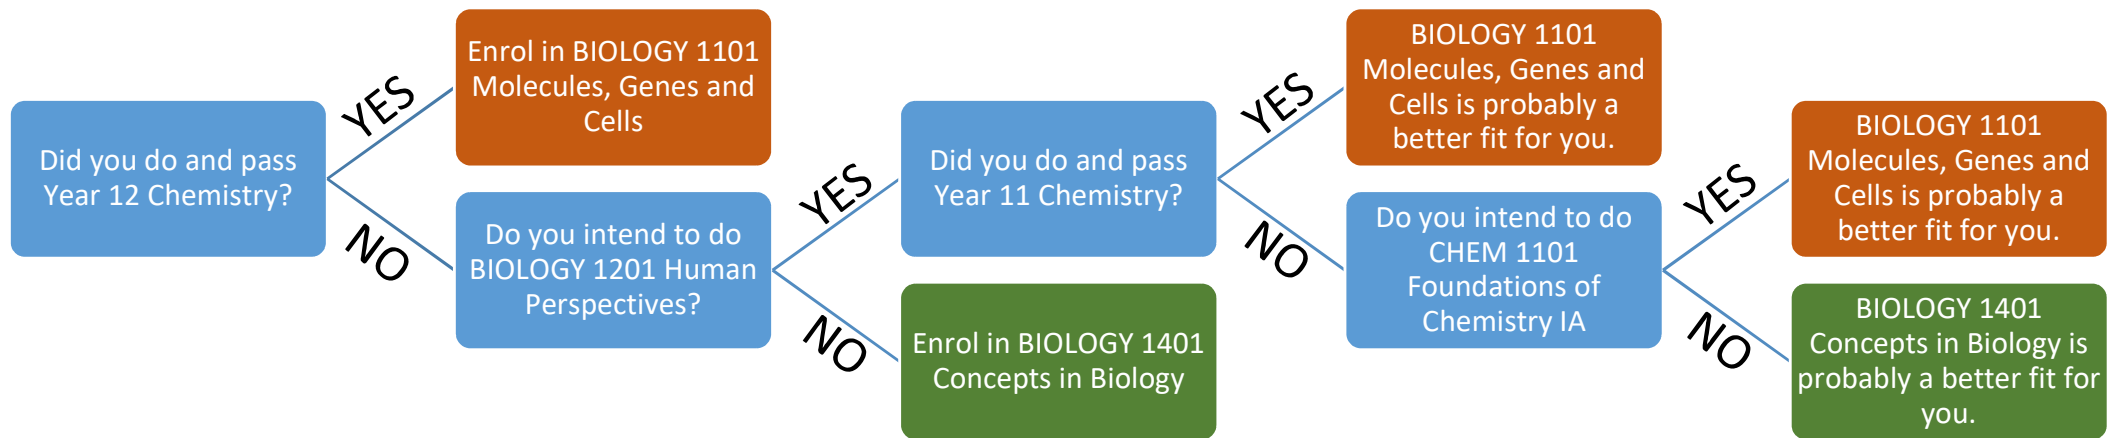 Did you do and pass
Year 12 Chemistry?
YES
Enrol in BIOLOGY 1101
Molecules, Genes and
Cells
NO
Do you intend to do
BIOLOGY 1201 Human
Perspectives?
YES
Did you do and pass
Year 11 Chemistry?
NO
Enrol in BIOLOGY 1401
Concepts in Biology
YES
BIOLOGY 1101
Molecules, Genes and
Cells is probably a
better fit for you.
NO
Do you intend to do
CHEM 1101
Foundations of
Chemistry IA
YES
BIOLOGY 1101
Molecules, Genes and
Cells is probably a
better fit for you.
NO
BIOLOGY 1401
Concepts in Biology is
probably a better fit for
you.